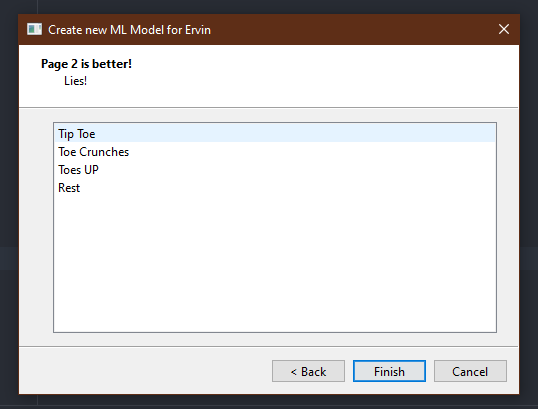 Create new ML Model for Ervin
Page 2 is better!
Lies!
Tip Toe
Toe Crunches
Toes UP
Rest
< Back
Finish
Cancel